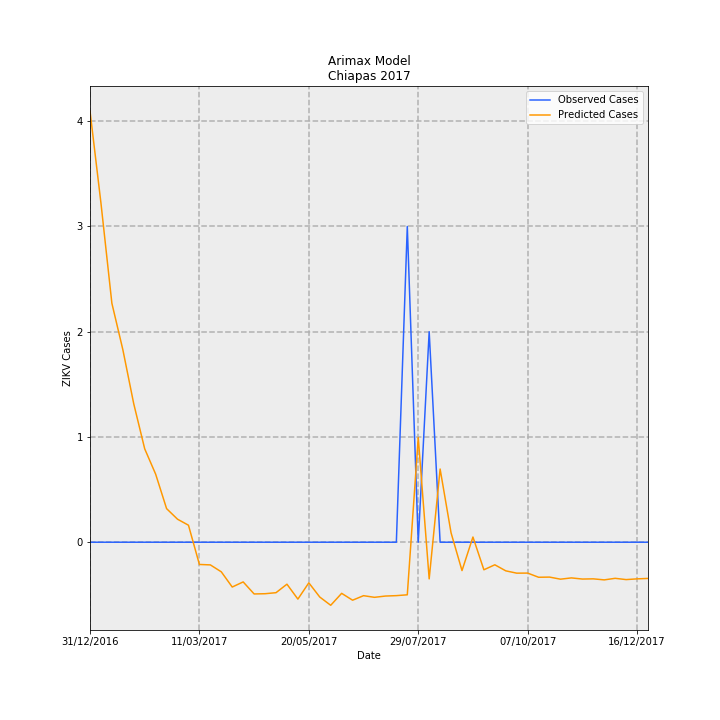 Arimax Model
Chiapas 2017
Observed Cases
Predicted Cases
4
3
2
1
0
ZIKV Cases
31/12/2016
11/03/2017
20/05/2017
29/07/2017
07/10/2017
16/12/2017
Date